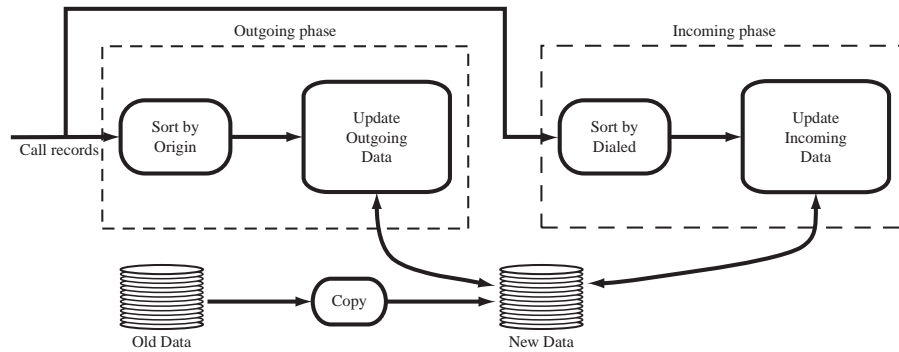 Outgoing phase
Incoming phase
Call records
Sort by
Origin
Update
Outgoing
Data
Sort by
Dialed
Update
Incoming
Data
Old Data
Copy
New Data